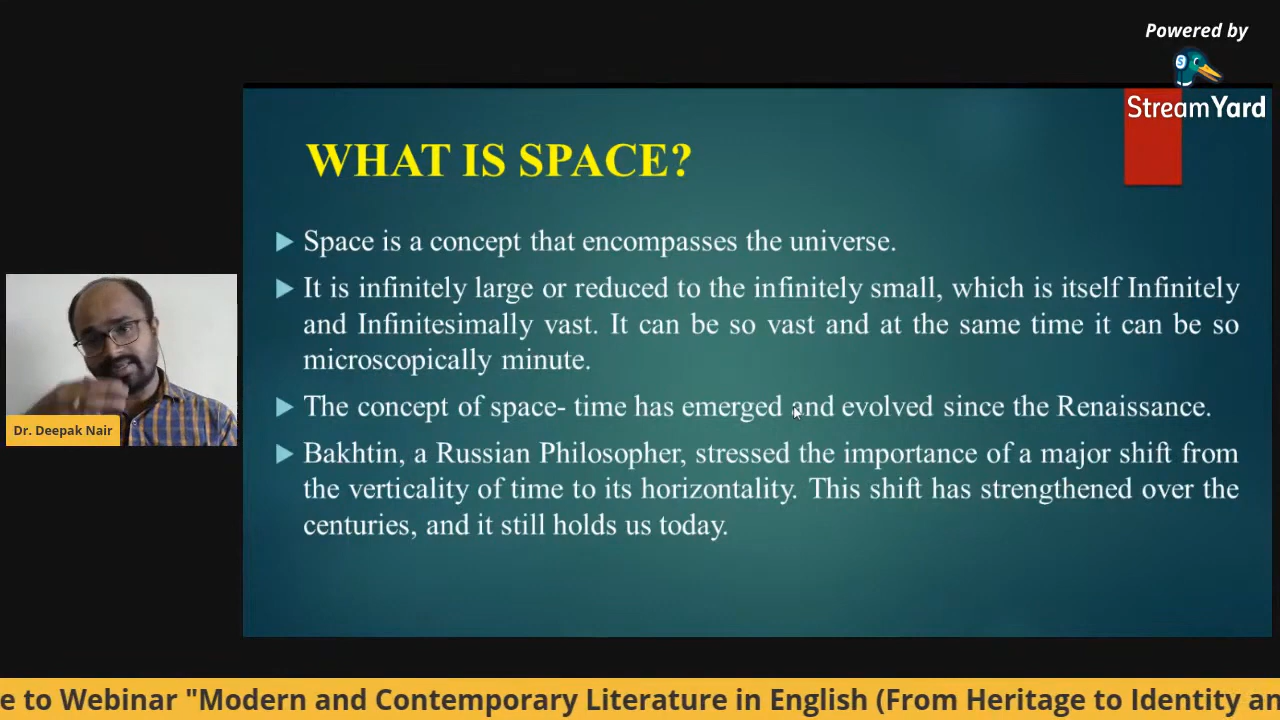 Powered by
StreamYard
WHAT IS SPACE?
Space is a concept that encompasses the universe.
It is infinitely large or reduced to the infinitely small, which is itself Infinitely
and Infinitesimally vast. It can be so vast and at the same time it can be so
microscopically minute.
The concept of space- time has emerged and evolved since the Renaissance.
Bakhtin, a Russian Philosopher, stressed the importance of a major shift from
the verticality of time to its horizontality. This shift has strengthened over the
centuries, and it still holds us today.
Dr. Deepak Nair
e to Webinar "Modern and Contemporary Literature in English (From Heritage to Identity an